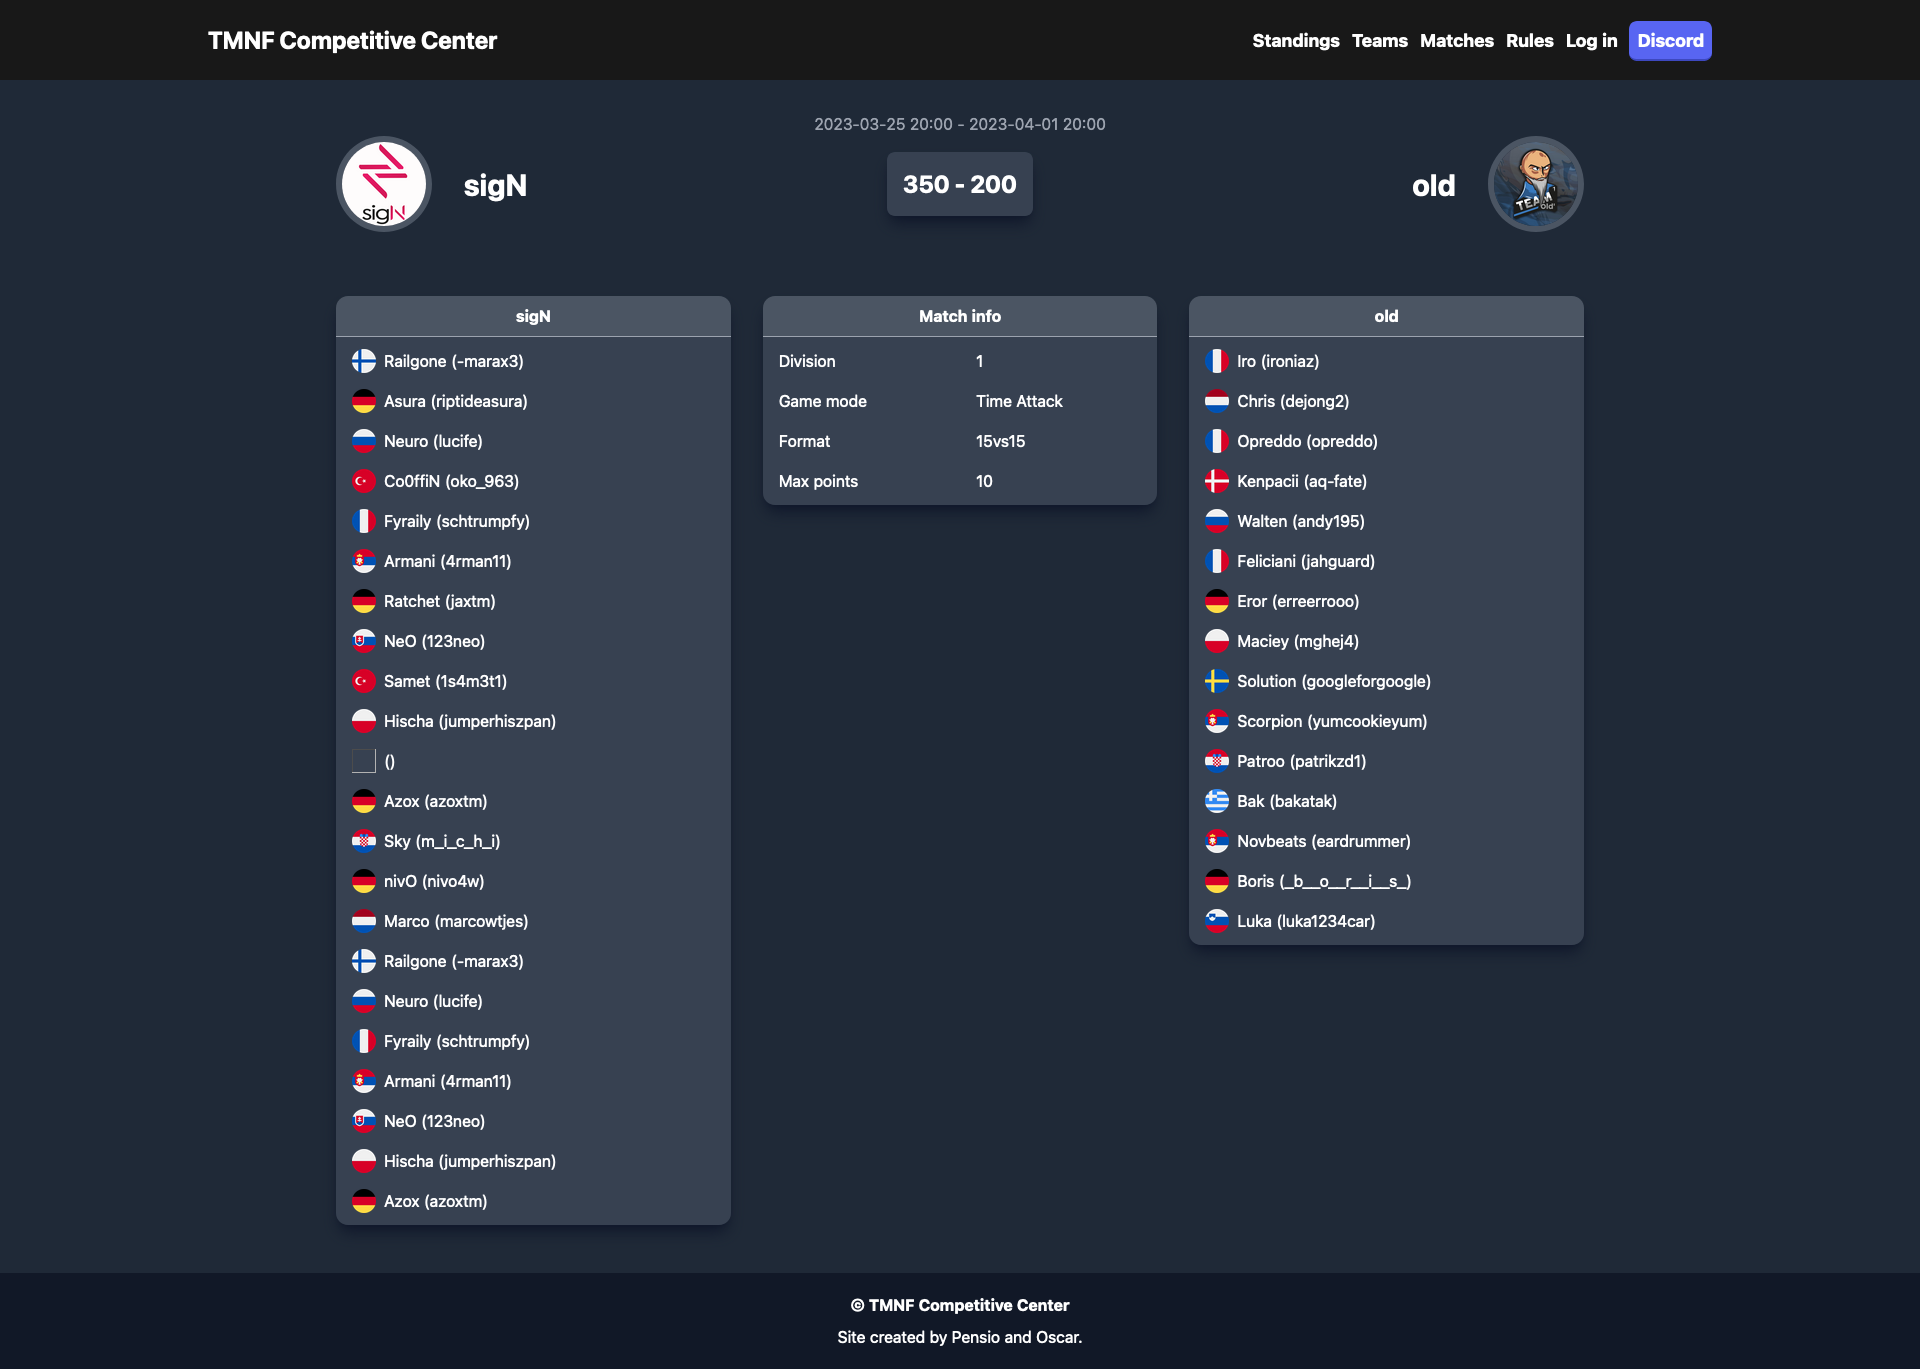 TMNF Competitive Center
Standings Teams Matches Rules Log in Discord
2023-03-25 20:00 - 2023-04-01 20:00
sigN
sigN
350 - 200
old
TEAM
old
sigN
Railgone (-marax3)
Asura (riptideasura)
Neuro (lucife)
Co0ffiN (oko_963)
Fyraily (schtrumpfy)
Armani (4rman11)
Ratchet (jaxtm)
NeO (123neo)
Samet (1s4m3t1)
Hischa (jumperhiszpan)
()
Azox (azoxtm)
Sky (m_i_c_h_i)
nivO (nivo4w)
Marco (marcowtjes)
Railgone (-marax3)
Neuro (lucife)
Fyraily (schtrumpfy)
Armani (4rman11)
NeO (123neo)
Hischa (jumperhiszpan)
Azox (azoxtm)
Match info
Division 1
Game mode Time Attack
Format 15vs15
Max points 10
old
Iro (ironiaz)
Chris (dejong2)
Opreddo (opreddo)
Kenpacii (aq-fate)
Walten (andy195)
Feliciani (jahguard)
Eror (erreerrooo)
Maciey (mghej4)
Solution (googleforgoogle)
Scorpion (yumcookieyum)
Patroo (patrikzd1)
Bak (bakatak)
Novbeats (eardrummer)
Boris (_b__o__r__i__s_)
Luka (luka1234car)
© TMNF Competitive Center
Site created by Pensio and Oscar.